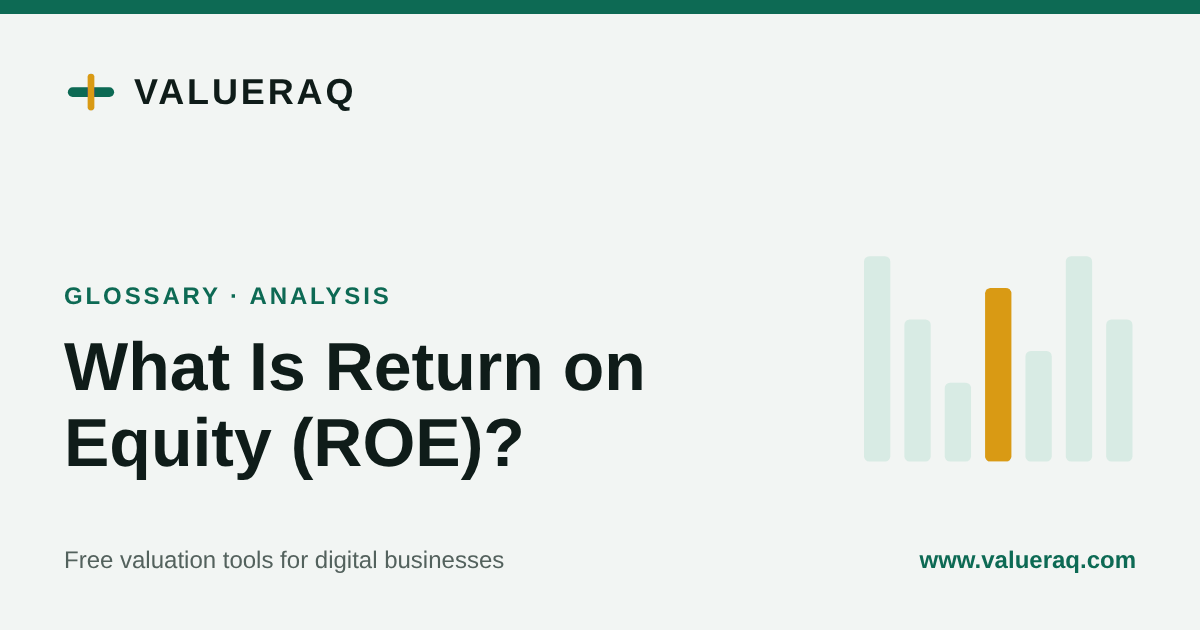 VALUERAQ
GLOSSARY · ANALYSIS
What Is Return on
Equity (ROE)?
Free valuation tools for digital businesses
www.valueraq.com